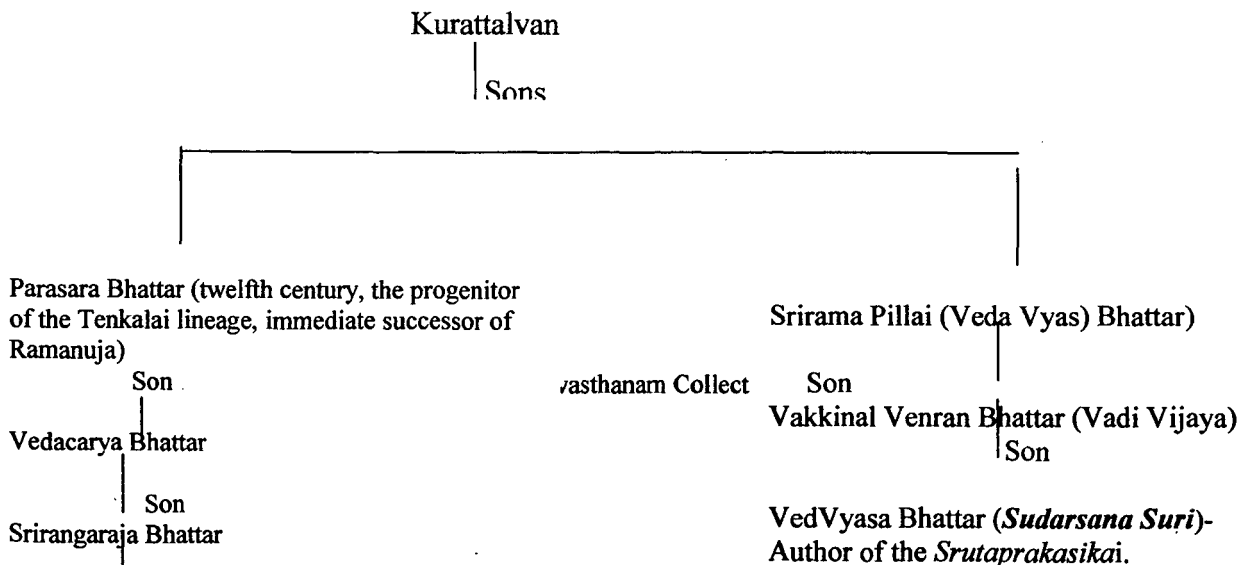 Kurattalvan
Sons
Parasara Bhattar (twelfth century, the progenitor
of the Tenkalai lineage, immediate successor of
Ramanuja)
Son
Vedacarya Bhattar
Son
Srirangaraja Bhattar
vasthanam Collect
Srirama Pillai (Veda Vyas) Bhattar)
Son
Vakkinal Venran Bhattar (Vadi Vijaya)
Son
VedVyasa Bhattar (Sudarsana Suri)-
Author of the Srutaprakasikai.